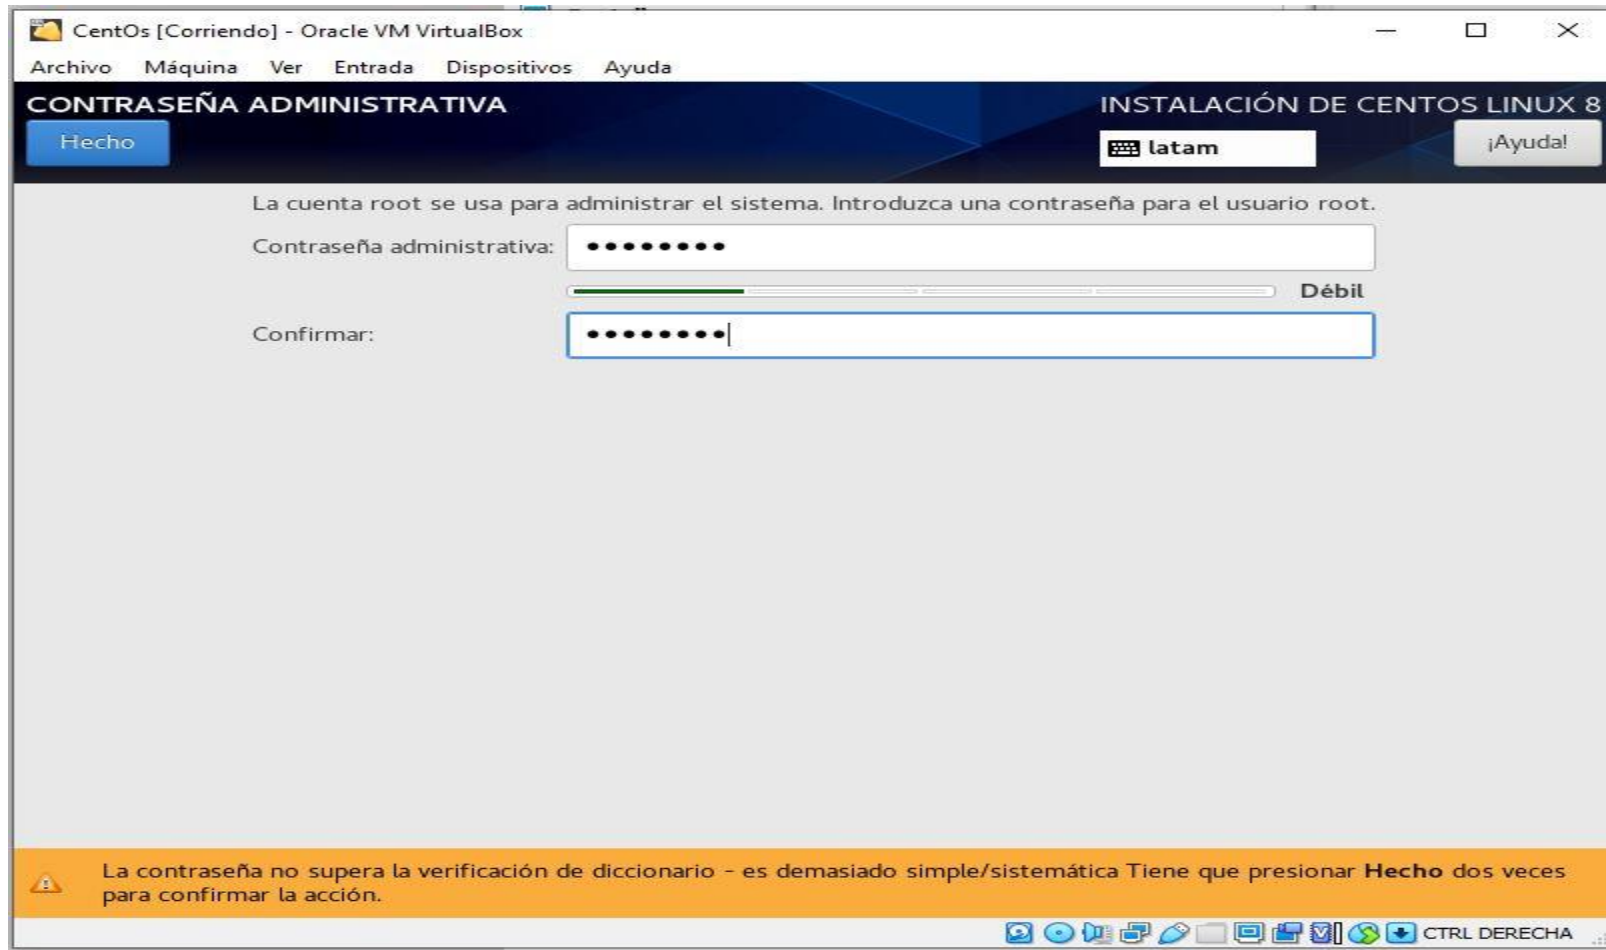 CentOs [Corriendo] - Oracle VM VirtualBox
Archivo Máquina Ver Entrada Dispositivos Ayuda
CONTRASEÑA ADMINISTRATIVA
INSTALACIÓN DE CENTOS LINUX 8
Hecho
latam
¡Ayuda!
La cuenta root se usa para administrar el sistema. Introduzca una contraseña para el usuario root.
Contraseña administrativa: ••••••••
Débil
Confirmar: ••••••••
La contraseña no supera la verificación de diccionario - es demasiado simple/sistemática Tiene que presionar Hecho dos veces
para confirmar la acción.
CTRL DERECHA